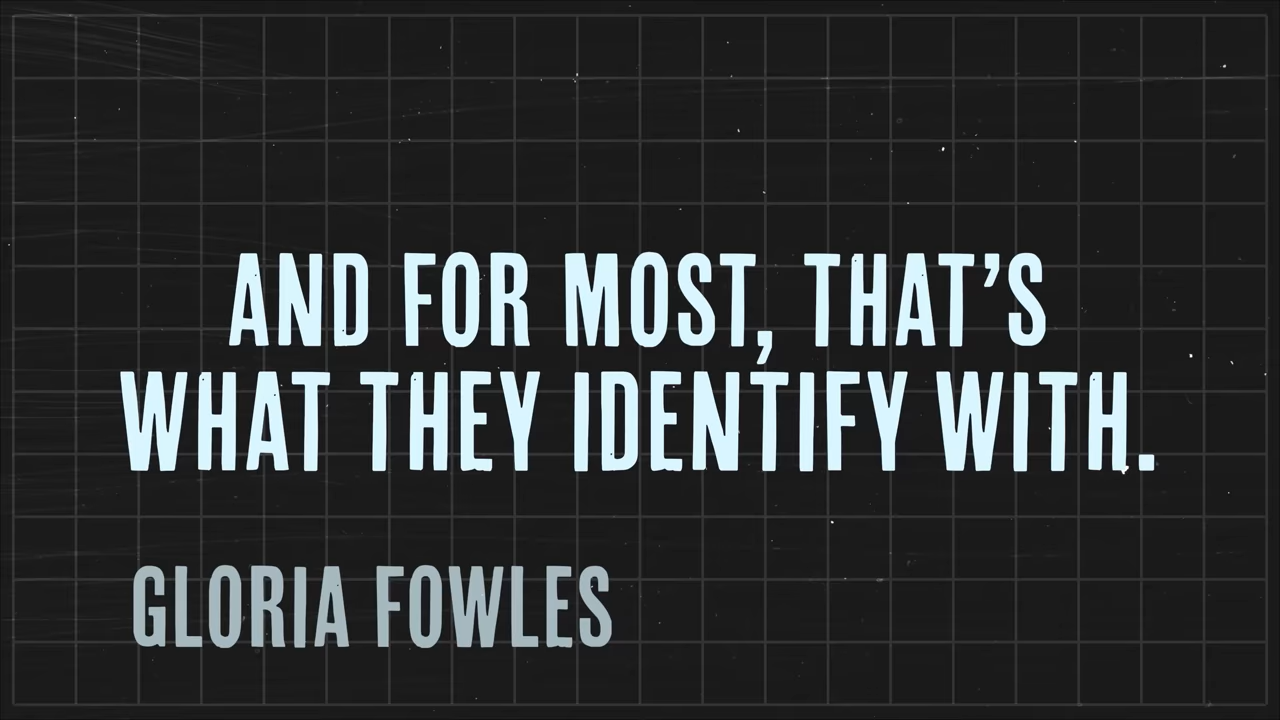 AND FOR MOST, THAT’S
WHAT THEY IDENTIFY WITH.
GLORIA FOWLES